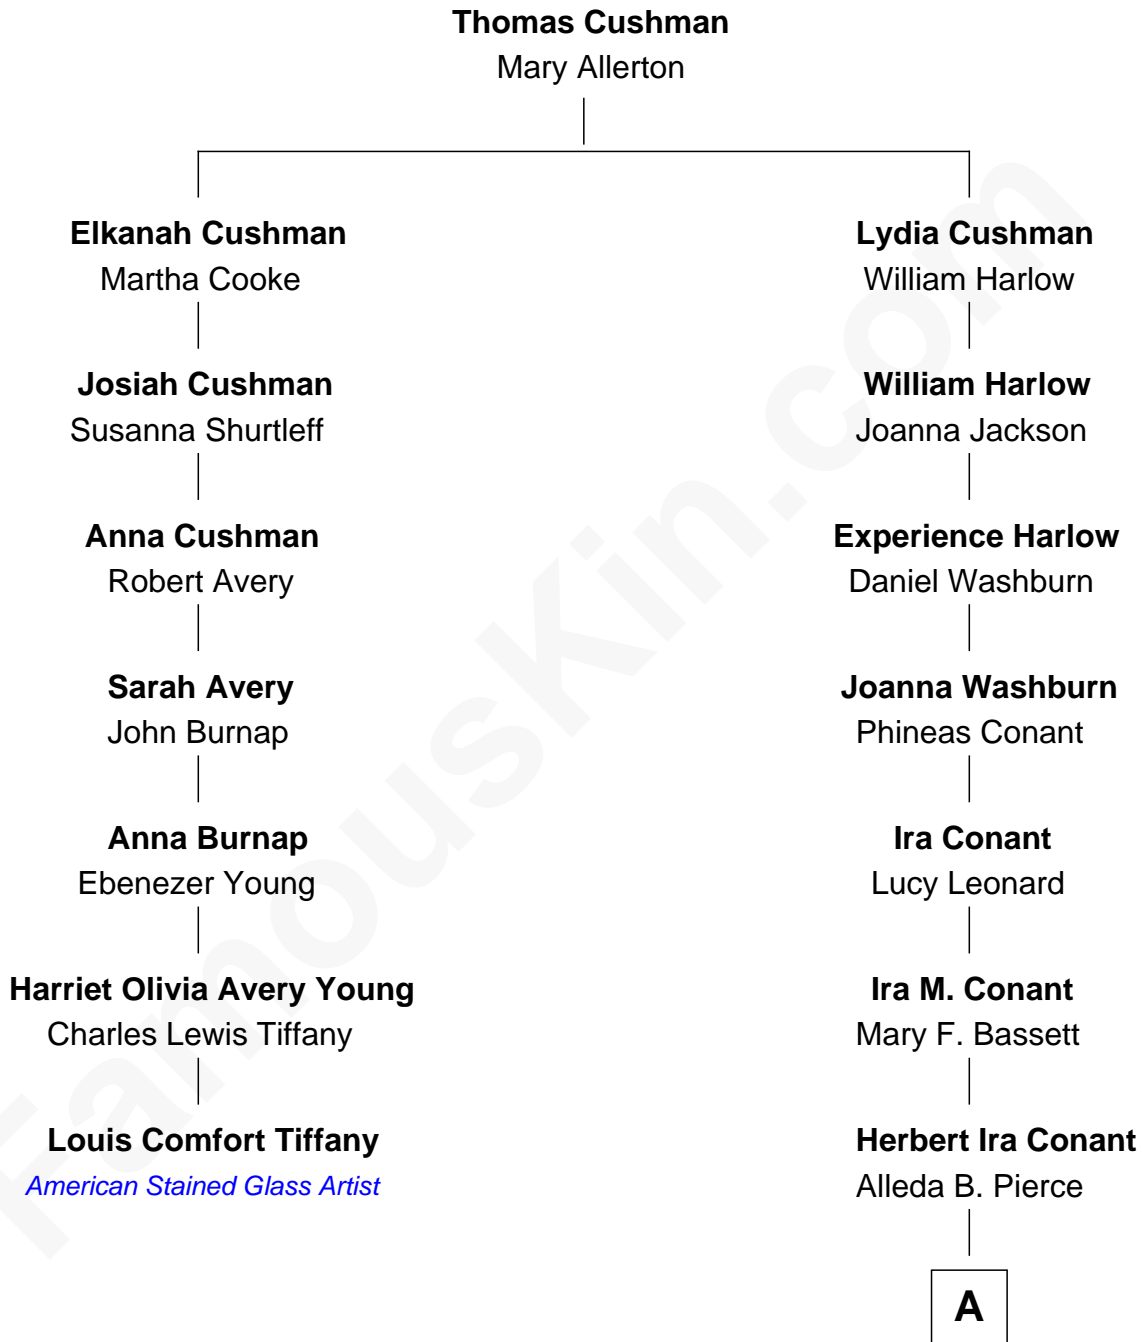 Thomas Cushman
Mary Allerton
Elkanah Cushman
Martha Cooke
Lydia Cushman
William Harlow
Josiah Cushman
Susanna Shurtleff
William Harlow
Joanna Jackson
Anna Cushman
Robert Avery
Experience Harlow
Daniel Washburn
Sarah Avery
John Burnap
Joanna Washburn
Phineas Conant
Anna Burnap
Ebenezer Young
Ira Conant
Lucy Leonard
Harriet Olivia Avery Young
Charles Lewis Tiffany
Ira M. Conant
Mary F. Bassett
Louis Comfort Tiffany
American Stained Glass Artist
Herbert Ira Conant
Alleda B. Pierce
A
FamousKin.com